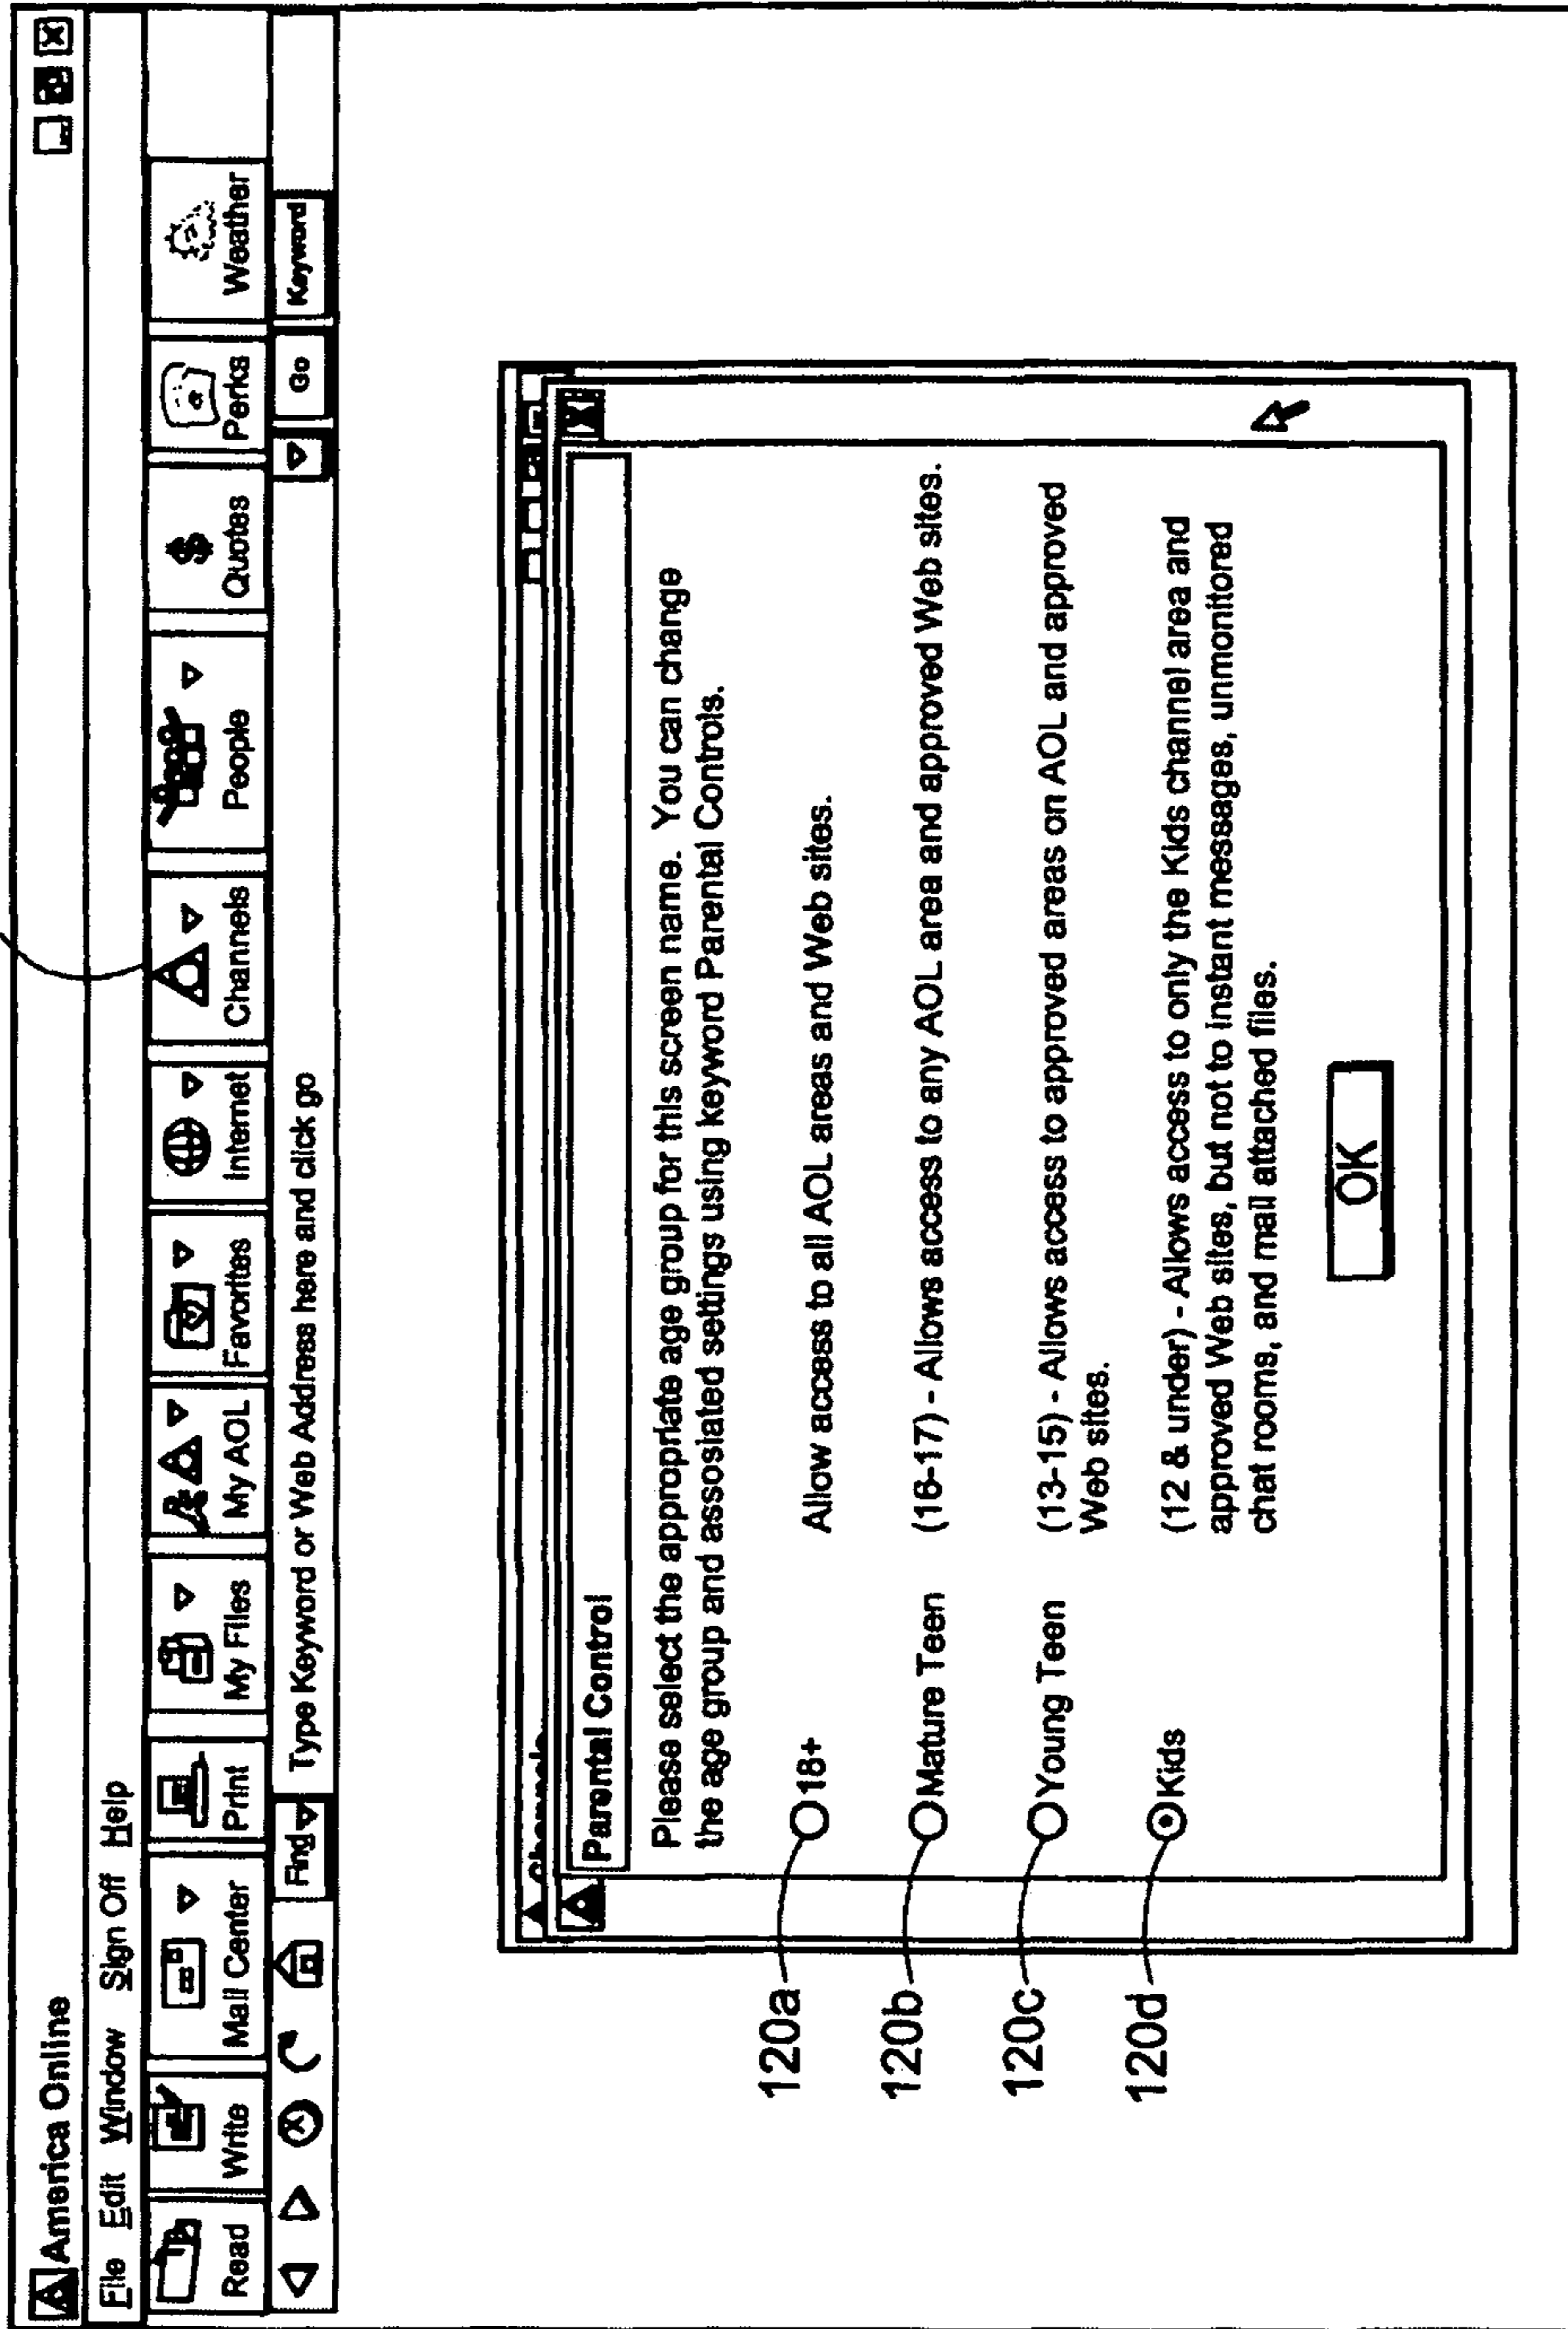 America Online
File Edit Window Sign Off Help
Read Write Mail Center Print My Files My AOL Favorites Internet Channels People Quotes Perks Weather
Find Type Keyword or Web Address here and click go Go Keyword
Channels
Parental Control
Please select the appropriate age group for this screen name. You can change
the age group and assosiated settings using keyword Parental Controls.
120a 18+ Allow access to all AOL areas and Web sites.
120b Mature Teen (16-17) - Allows access to any AOL area and approved Web sites.
120c Young Teen (13-15) - Allows access to approved areas on AOL and approved
Web sites.
120d Kids (12 & under) - Allows access to only the Kids channel area and
approved Web sites, but not to instant messages, unmonitored
chat rooms, and mail attached files.
OK